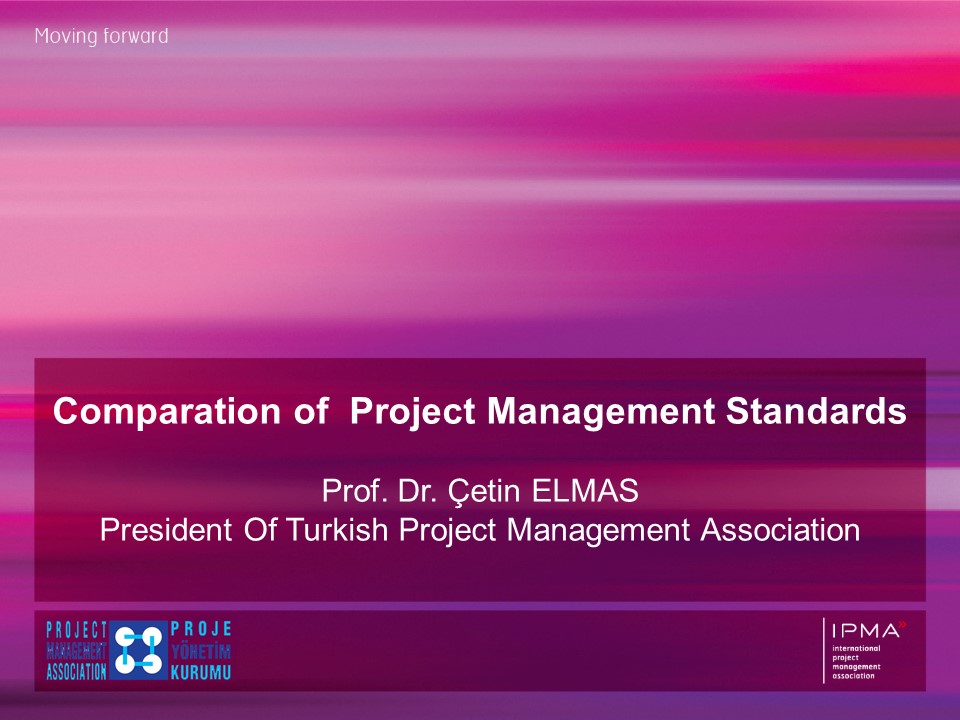 Moving forward
Comparation of Project Management Standards
Prof. Dr. Çetin ELMAS
President Of Turkish Project Management Association
PROJECT
MANAGEMENT
ASSOCIATION
PROJE
YÖNETİM
KURUMU
IPMA»
international
project
management
association